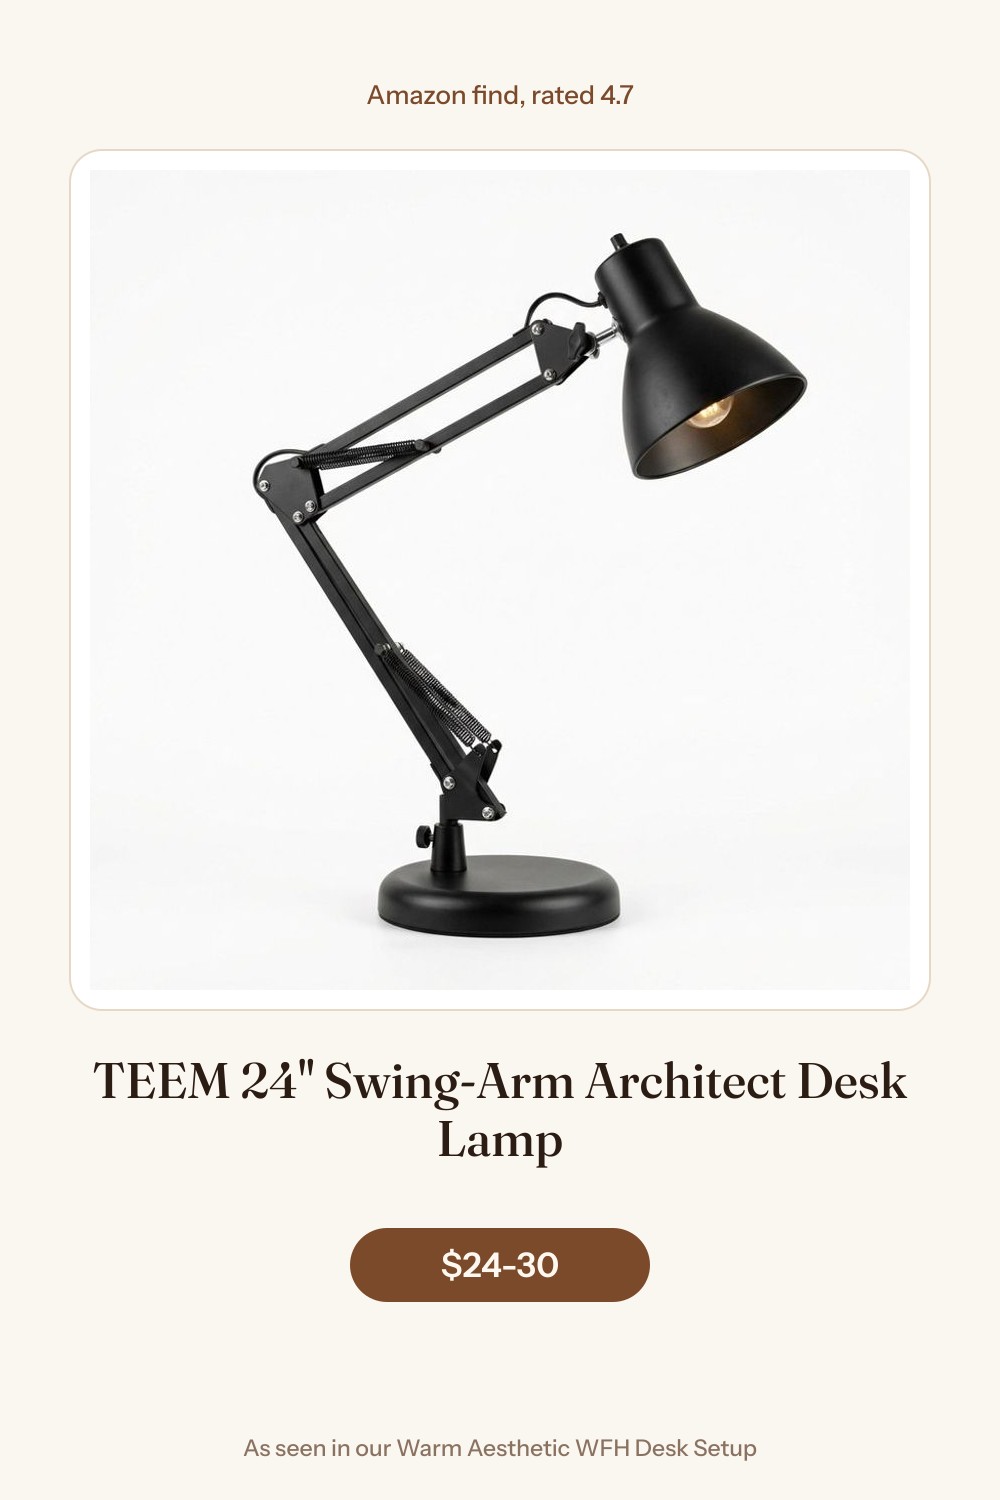 Amazon find, rated 4.7
TEEM 24" Swing-Arm Architect Desk
Lamp
$24-30
As seen in our Warm Aesthetic WFH Desk Setup